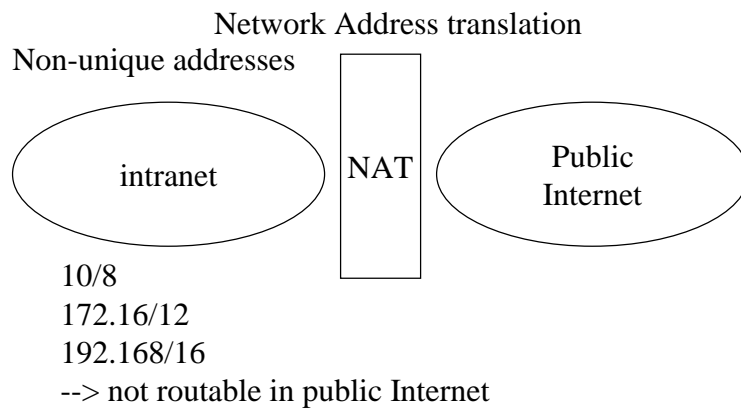 Network Address translation
Non-unique addresses
intranet
NAT
Public
Internet
10/8
172.16/12
192.168/16
--> not routable in public Internet